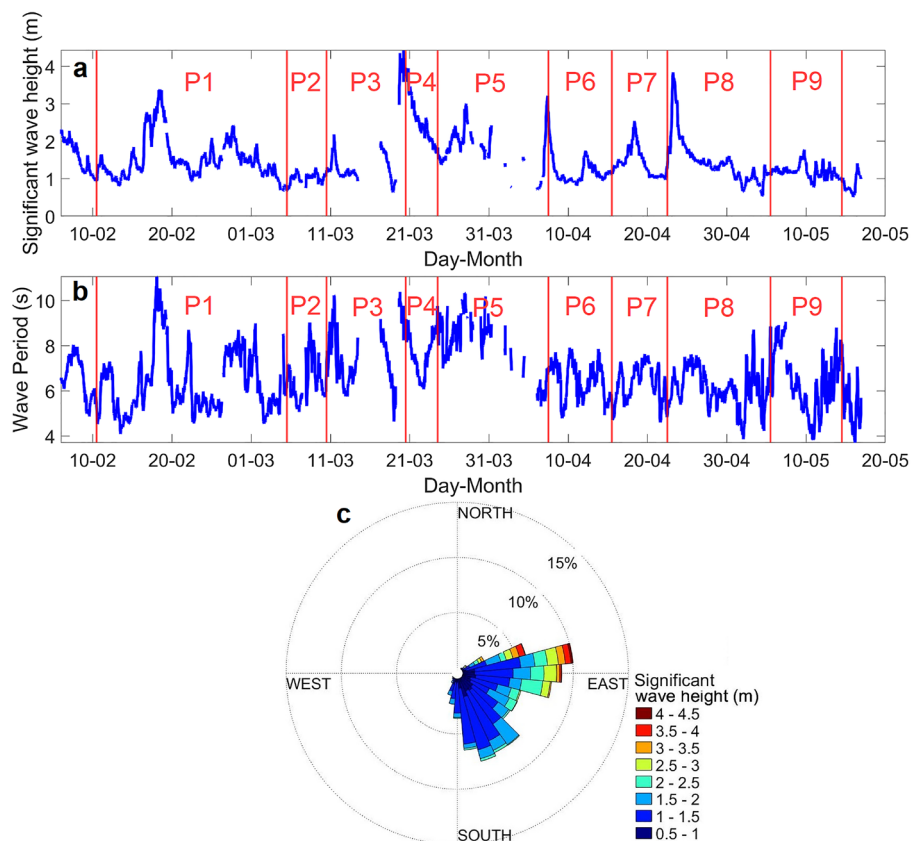 Significant wave height (m)
a
4
3
2
1
0
P1 P2 P3 P4 P5 P6 P7 P8 P9
10-02 20-02 01-03 11-03 21-03 31-03 10-04 20-04 30-04 10-05 20-05
Day-Month
Wave Period (s)
b
10
8
6
4
P1 P2 P3 P4 P5 P6 P7 P8 P9
10-02 20-02 01-03 11-03 21-03 31-03 10-04 20-04 30-04 10-05 20-05
Day-Month
c
NORTH
15%
10%
5%
WEST
EAST
SOUTH
Significant
wave height (m)
4 - 4.5
3.5 - 4
3 - 3.5
2.5 - 3
2 - 2.5
1.5 - 2
1 - 1.5
0.5 - 1